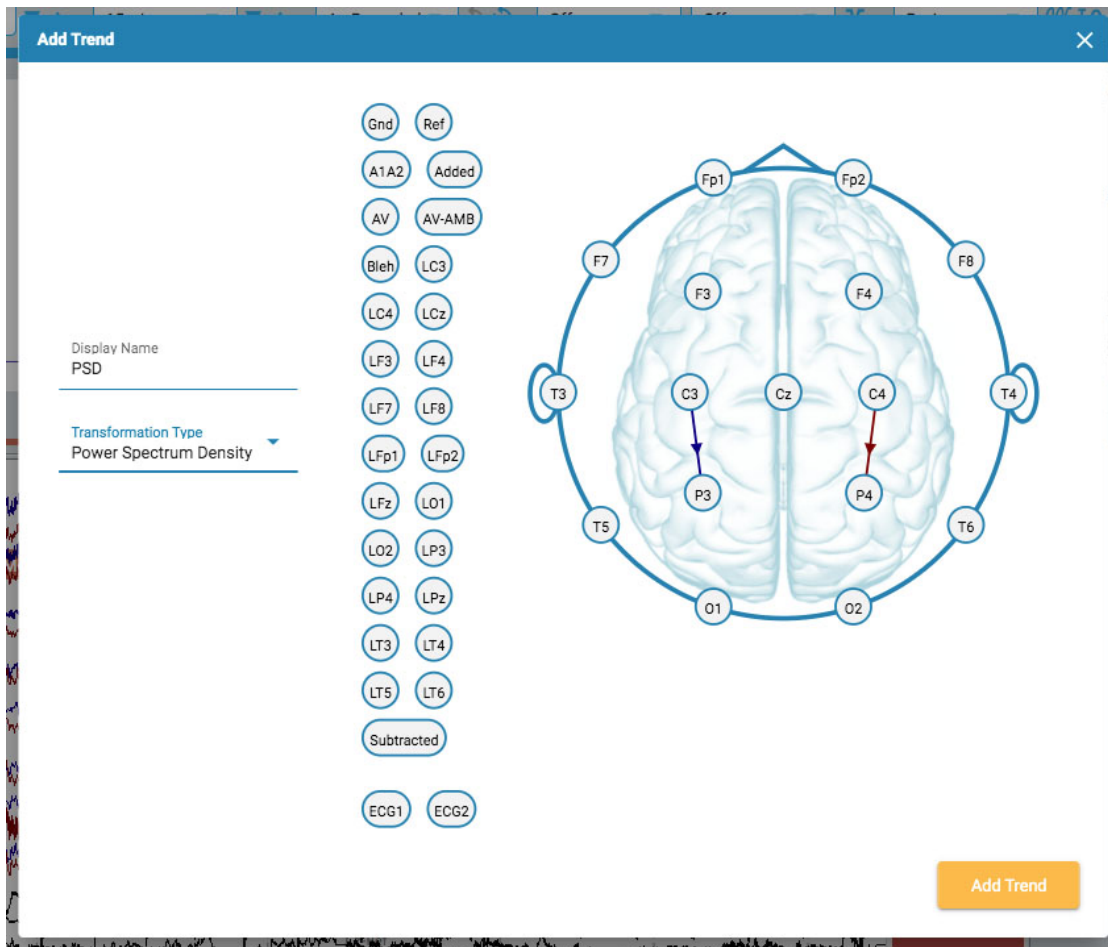 Add Trend
Gnd Ref
A1A2 Added
AV AV-AMB
Bleh LC3
LC4 LCz
LF3 LF4
LF7 LF8
LFp1 LFp2
LFz LO1
LO2 LP3
LP4 LPz
LT3 LT4
LT5 LT6
Subtracted
ECG1 ECG2
Display Name
PSD
Transformation Type
Power Spectrum Density
Fp1 Fp2
F7 F8
F3 F4
T3 C3 Cz C4 T4
P3 P4
T5 T6
O1 O2
Add Trend